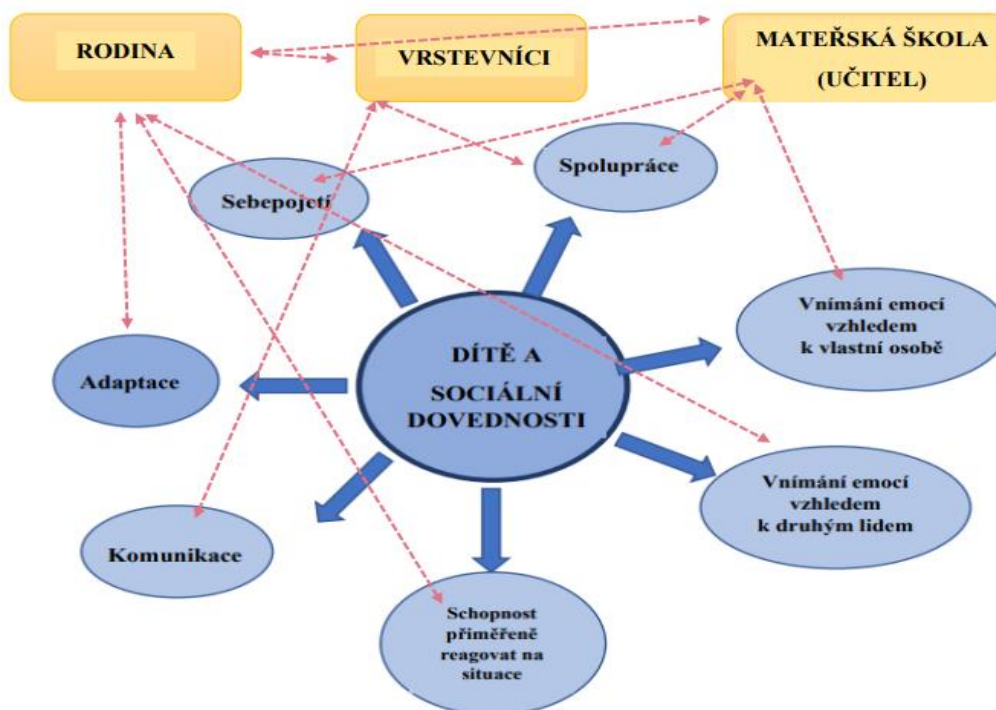 RODINA
VRSTEVNÍCI
MATEŘSKÁ ŠKOLA
(UČITEL)
Sebepojetí
Spolupráce
Vnímání emocí
vzhledem
k vlastní osobě
DÍTĚ A
SOCIÁLNÍ
DOVEDNOSTI
Adaptace
Vnímání emocí
vzhledem
k druhým lidem
Komunikace
Schopnost
přiměřeně
reagovat na
situace